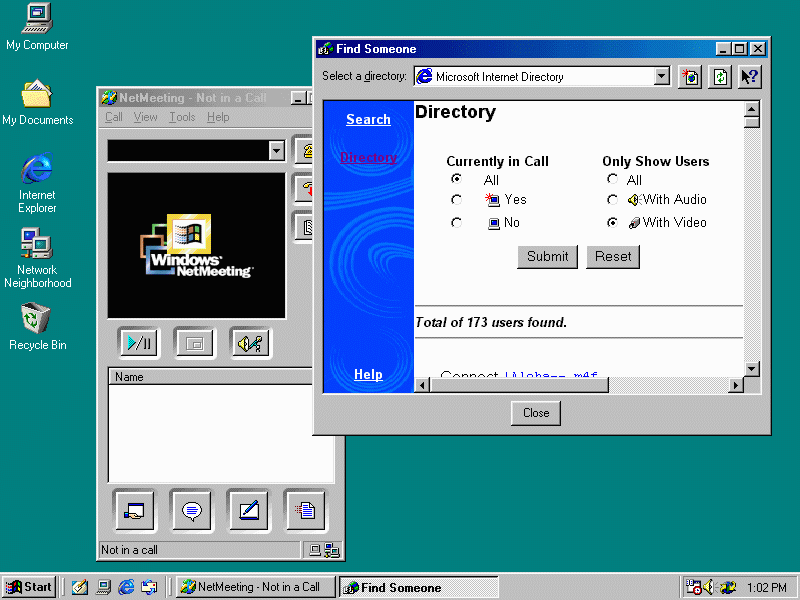 My Computer
My Documents
Internet
Explorer
Network
Neighborhood
Recycle Bin
NetMeeting - Not in a Call
Call View Tools Help
Windows
NetMeeting
Name
Not in a call
Find Someone
Select a directory: Microsoft Internet Directory
Search
Directory
Help
Directory
Currently in Call
All
Yes
No
Only Show Users
All
With Audio
With Video
Submit Reset
Total of 173 users found.
Connect
Close
Start
NetMeeting - Not in a call
Find Someone
1:02 PM